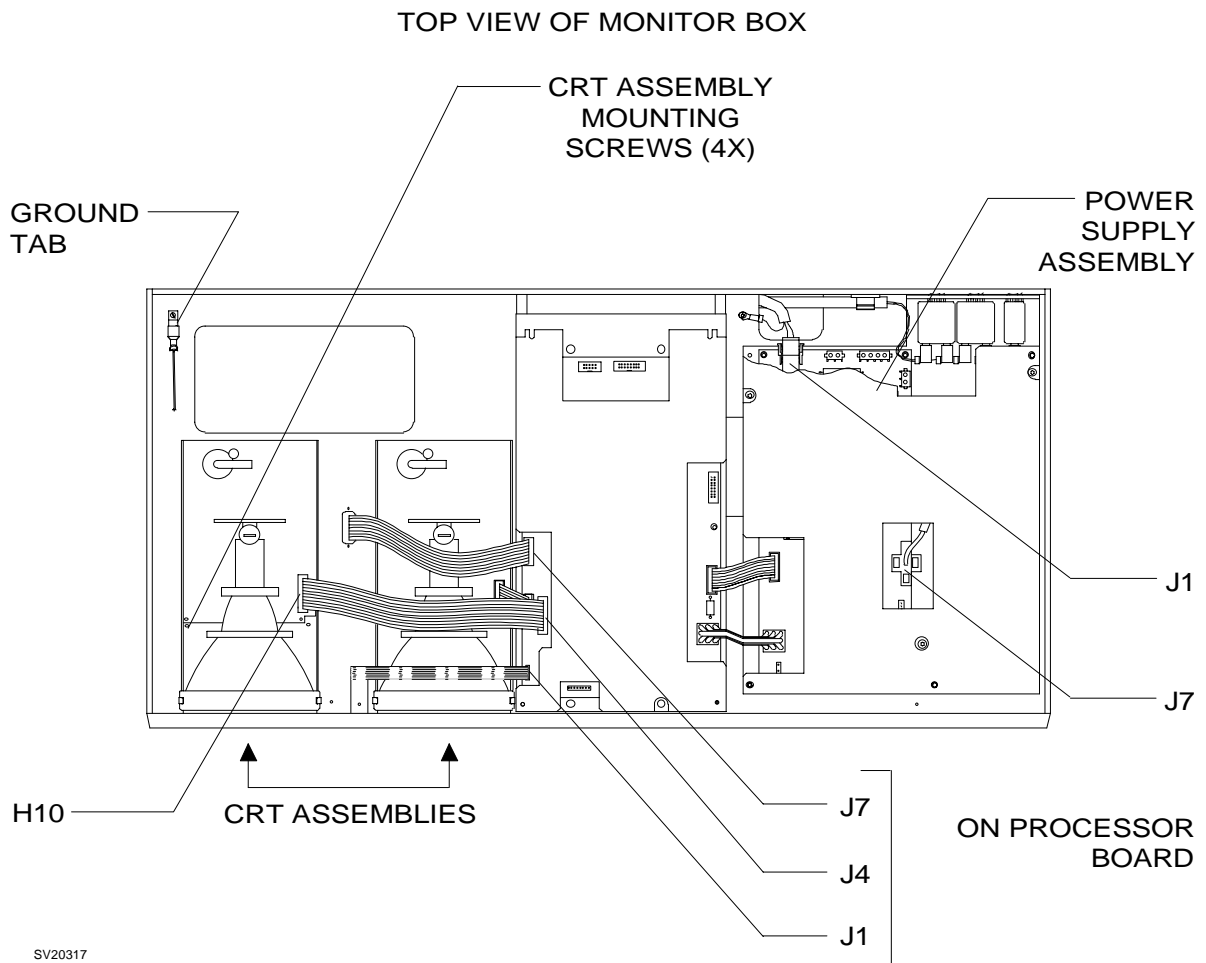 TOP VIEW OF MONITOR BOX
CRT ASSEMBLY
MOUNTING
SCREWS (4X)
GROUND
TAB
POWER
SUPPLY
ASSEMBLY
J1
J7
H10
CRT ASSEMBLIES
J7
J4
J1
ON PROCESSOR
BOARD
SV20317